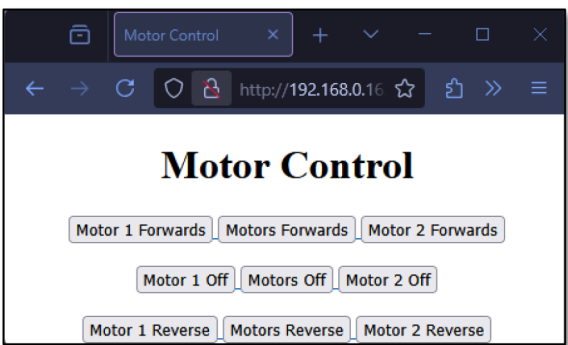 Motor Control
http://192.168.0.16
Motor Control
Motor 1 Forwards Motors Forwards Motor 2 Forwards
Motor 1 Off Motors Off Motor 2 Off
Motor 1 Reverse Motors Reverse Motor 2 Reverse